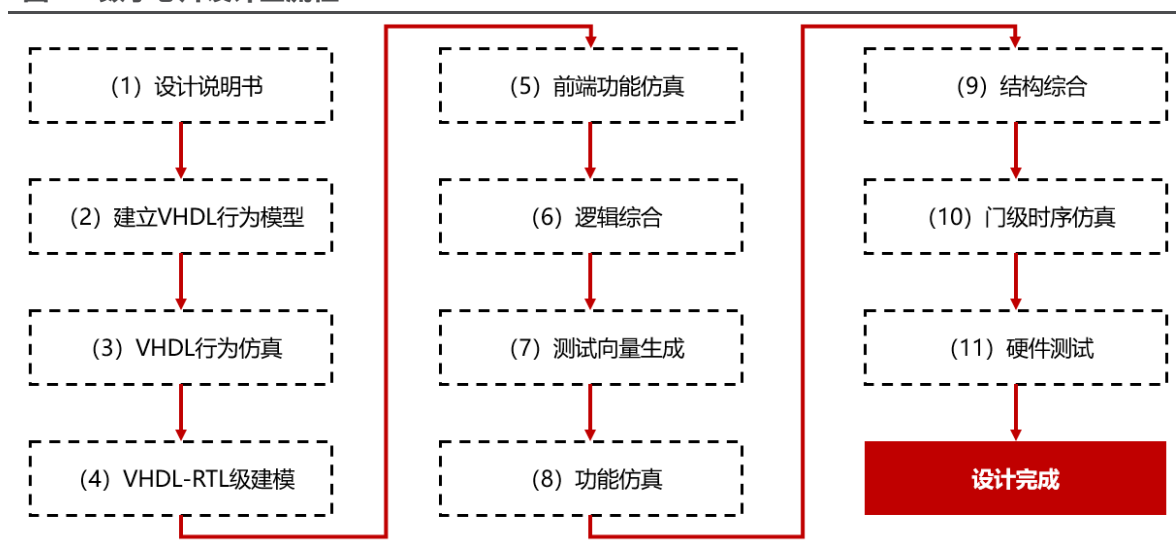 (1) 设计说明书
(2) 建立VHDL行为模型
(3) VHDL行为仿真
(4) VHDL-RTL级建模
(5) 前端功能仿真
(6) 逻辑综合
(7) 测试向量生成
(8) 功能仿真
(9) 结构综合
(10) 门级时序仿真
(11) 硬件测试
设计完成